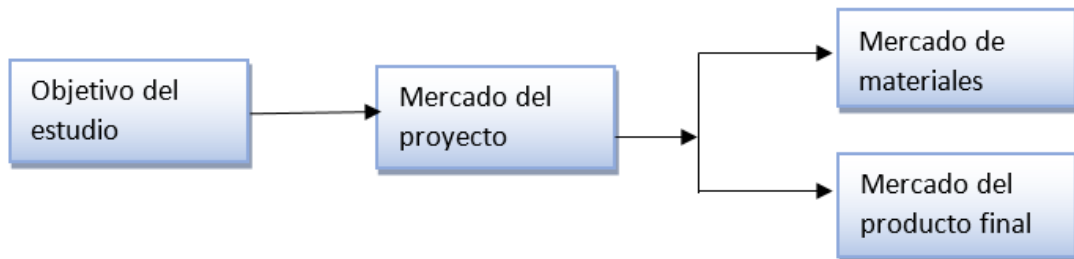 Objetivo del
estudio
Mercado del
proyecto
Mercado de
materiales
Mercado del
producto final